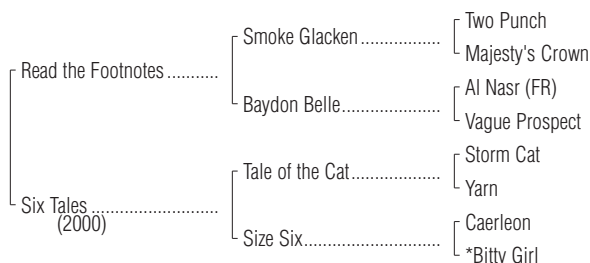 Two Punch
Smoke Glacken..................
Majesty's Crown
Read the Footnotes...........
Al Nasr (FR)
Baydon Belle......................
Vague Prospect
Storm Cat
Tale of the Cat....................
Yarn
Six Tales...........................
(2000)
Caerleon
Size Six..............................
*Bitty Girl